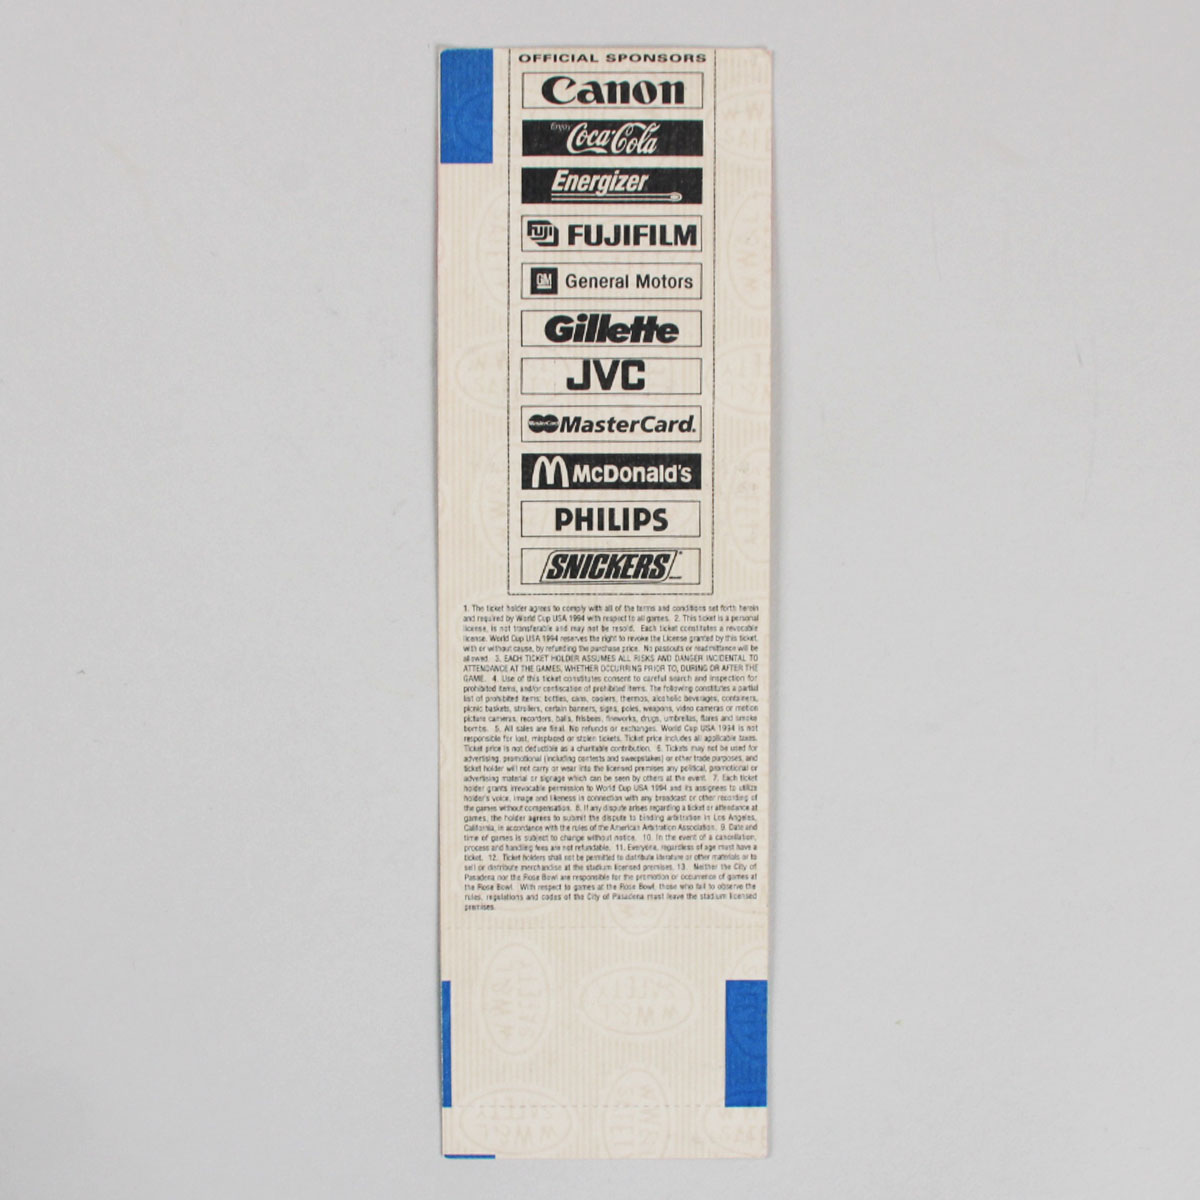 OFFICIAL SPONSORS
Canon
Enjoy
Coca-Cola
Energizer
FUJI FUJIFILM
GM General Motors
Gillette
JVC
MasterCard MasterCard.
McDonald's
PHILIPS
SNICKERS
1. The ticket holder agrees to comply with all of the terms and conditions set forth herein
and required by World Cup USA 1994 with respect to all games. 2. This ticket is a personal
license, is not transferable and may not be resold. Each ticket constitutes a revocable
license. World Cup USA 1994 reserves the right to revoke the License granted by this ticket,
with or without cause, by refunding the purchase price. No passouts or readmittance will be
allowed. 3. EACH TICKET HOLDER ASSUMES ALL RISKS AND DANGER INCIDENTAL TO
ATTENDANCE AT THE GAMES, WHETHER OCCURRING PRIOR TO, DURING OR AFTER THE
GAME. 4. Use of this ticket constitutes consent to careful search and inspection for
prohibited items, and/or confiscation of prohibited items. The following constitutes a partial
list of prohibited items: bottles, cans, coolers, thermos, alcoholic beverages, containers,
picnic baskets, strollers, certain banners, signs, poles, weapons, video cameras or motion
picture cameras, recorders, balls, frisbees, fireworks, drugs, umbrellas, flares and smoke
bombs. 5. All sales are final. No refunds or exchanges. World Cup USA 1994 is not
responsible for lost, misplaced or stolen tickets. Ticket price includes all applicable taxes.
Ticket price is not deductible as a charitable contribution. 6. Tickets may not be used for
advertising, promotional (including contests and sweepstakes) or other trade purposes, and
ticket holder will not carry or wear into the licensed premises any political, promotional or
advertising material or signage which can be seen by others at the event. 7. Each ticket
holder grants irrevocable permission to World Cup USA 1994 and its assignees to utilize
holder's voice, image and likeness in connection with any broadcast or other recording of
the games without compensation. 8. If any dispute arises regarding a ticket or attendance at
games, the holder agrees to submit the dispute to binding arbitration in Los Angeles,
California, in accordance with the rules of the American Arbitration Association. 9. Date and
time of games is subject to change without notice. 10. In the event of a cancellation,
process and handling fees are not refundable. 11. Everyone, regardless of age must have a
ticket. 12. Ticket holders shall not be permitted to distribute literature or other materials or to
sell or distribute merchandise at the stadium licensed premises. 13. Neither the City of
Pasadena nor the Rose Bowl are responsible for the promotion or occurrence of games at
the Rose Bowl. With respect to games at the Rose Bowl, those who fail to observe the
rules, regulations and codes of the City of Pasadena must leave the stadium licensed
premises.